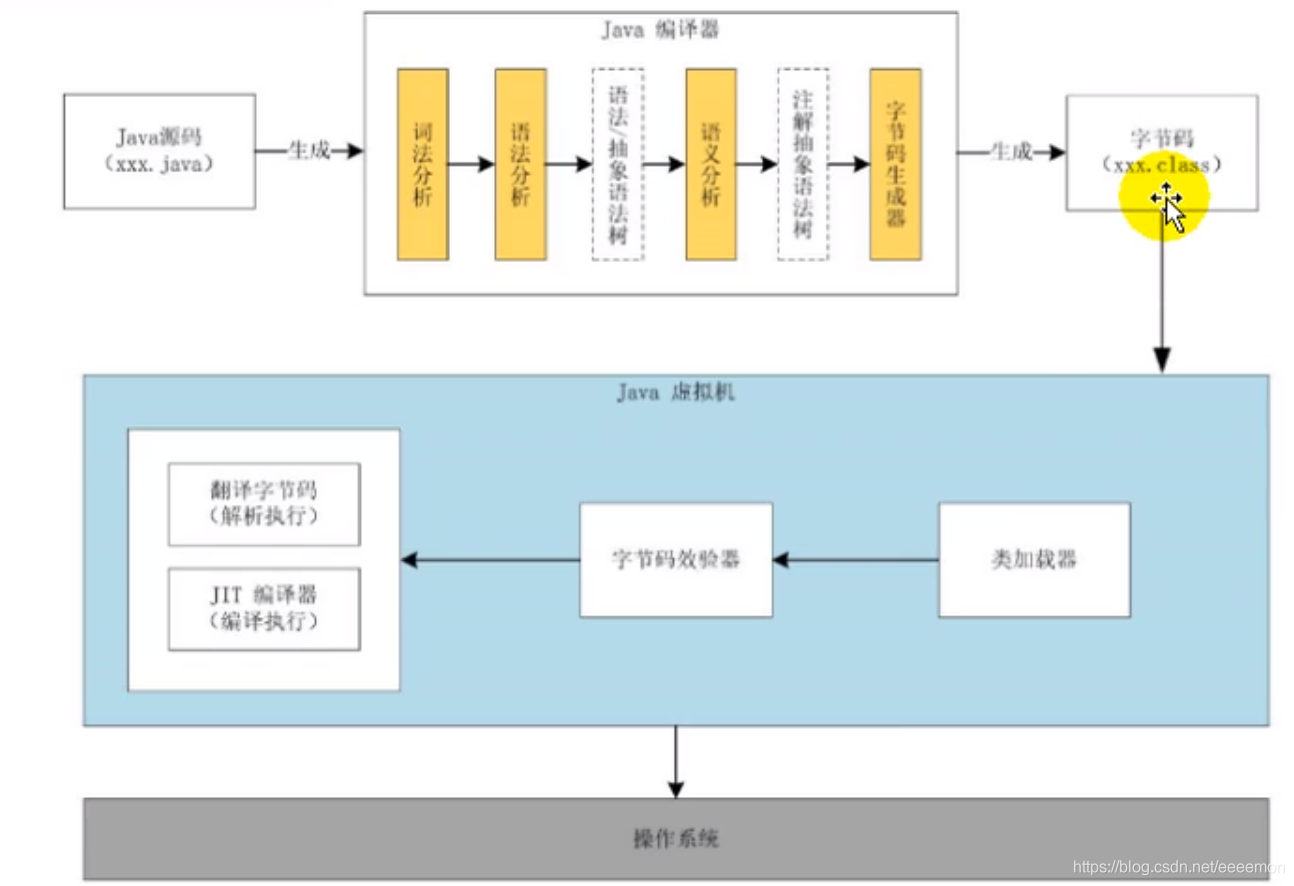 Java 编译器
Java源码
（xxx.java）
生成
词法分析
语法分析
语法/抽象语法树
语义分析
注解抽象语法树
字节码生成器
生成
字节码
（xxx.class）
Java 虚拟机
翻译字节码
（解析执行）
JIT 编译器
（编译执行）
字节码效验器
类加载器
操作系统
https://blog.csdn.net/eeeemon